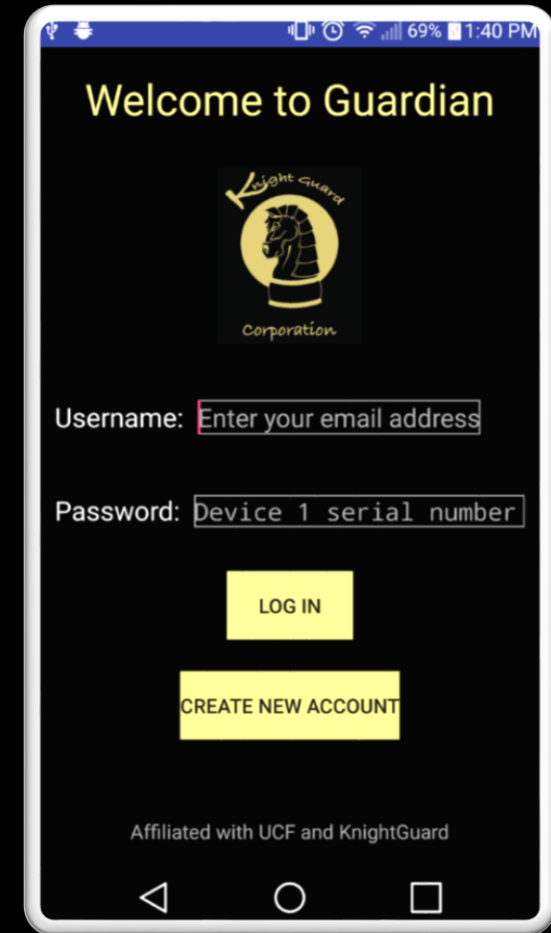 69% 1:40 PM
Welcome to Guardian
Knight Guard
Corporation
Username: Enter your email address
Password: Device 1 serial number
LOG IN
CREATE NEW ACCOUNT
Affiliated with UCF and KnightGuard